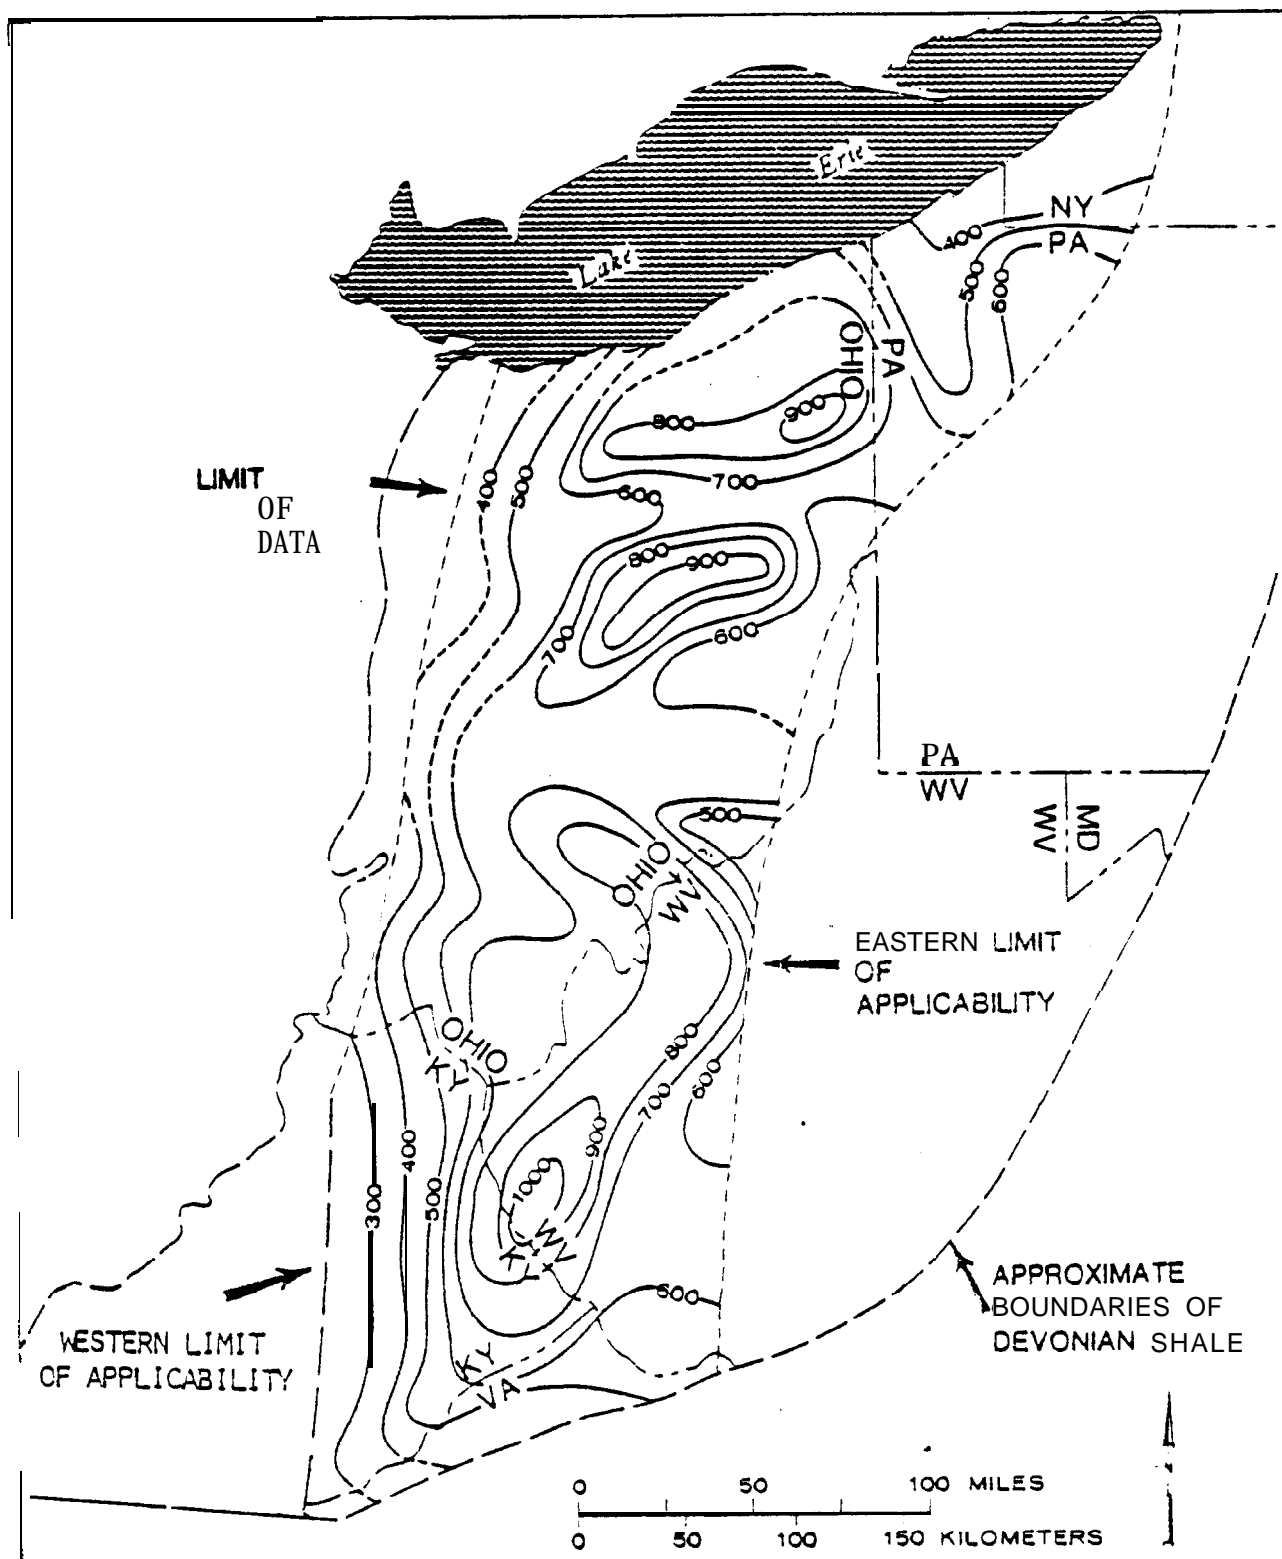 Erie
NY
400
PA
Lake
500
600
OHIO
PA
900
800
LIMIT
OF
DATA
400
500
700
600
800
900
700
600
PA
WV
500
MD
WV
OHIO
WV
EASTERN LIMIT
OF
APPLICABILITY
OHIO
KY
800
600
700
400
900
1000
500
300
WV
KY
APPROXIMATE
BOUNDARIES OF
DEVONIAN SHALE
600
WESTERN LIMIT
OF APPLICABILITY
KY
VA
0 50 100 MILES
0 50 100 150 KILOMETERS